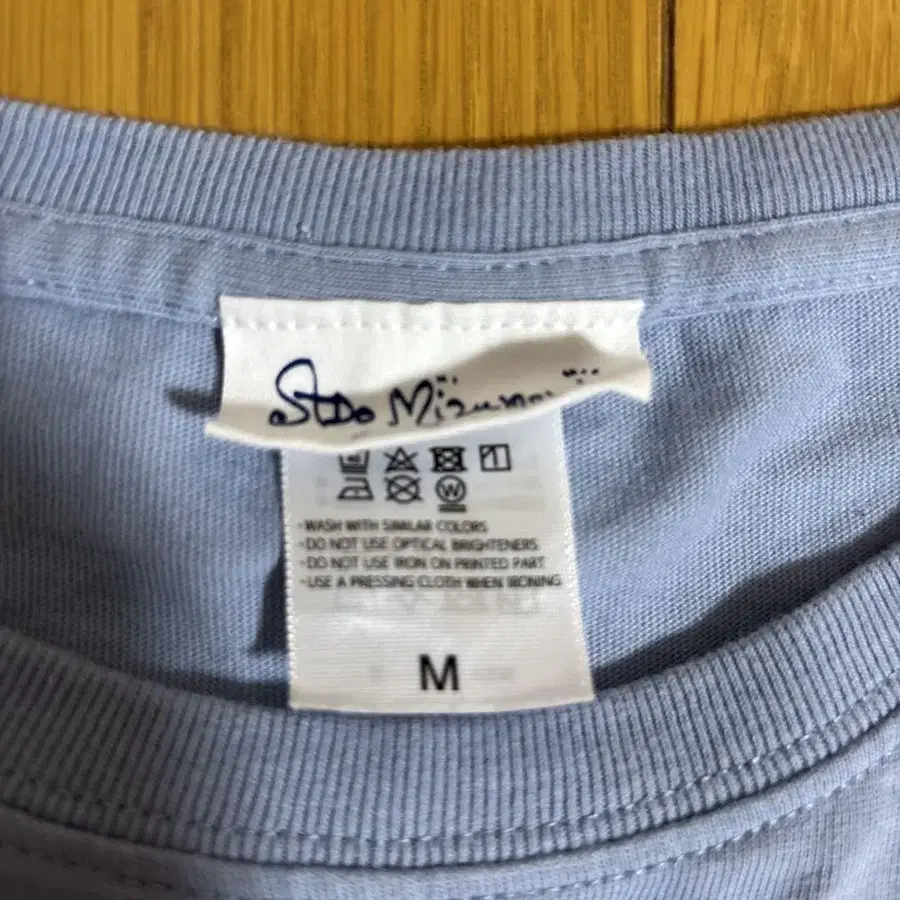 StDo
W
·WASH WITH SIMILAR COLORS
·DO NOT USE OPTICAL BRIGHTENERS
·DO NOT USE IRON ON PRINTED PART
·USE A PRESSING CLOTH WHEN IRONING
M